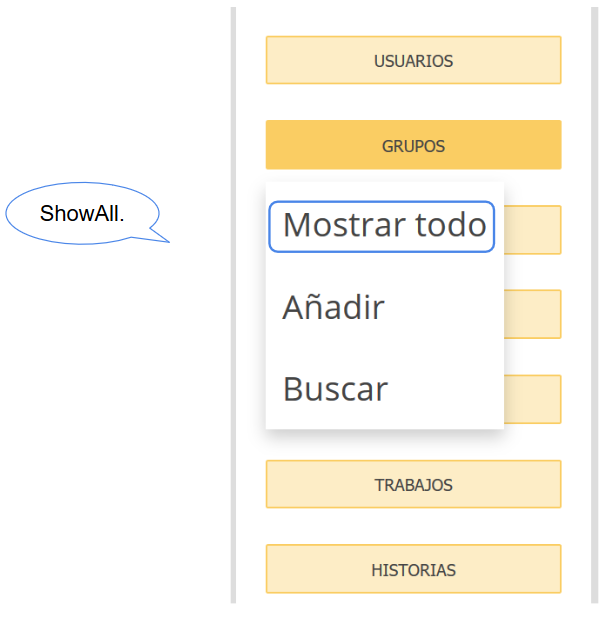 USUARIOS
GRUPOS
ShowAll.
Mostrar todo
Añadir
Buscar
TRABAJOS
HISTORIAS